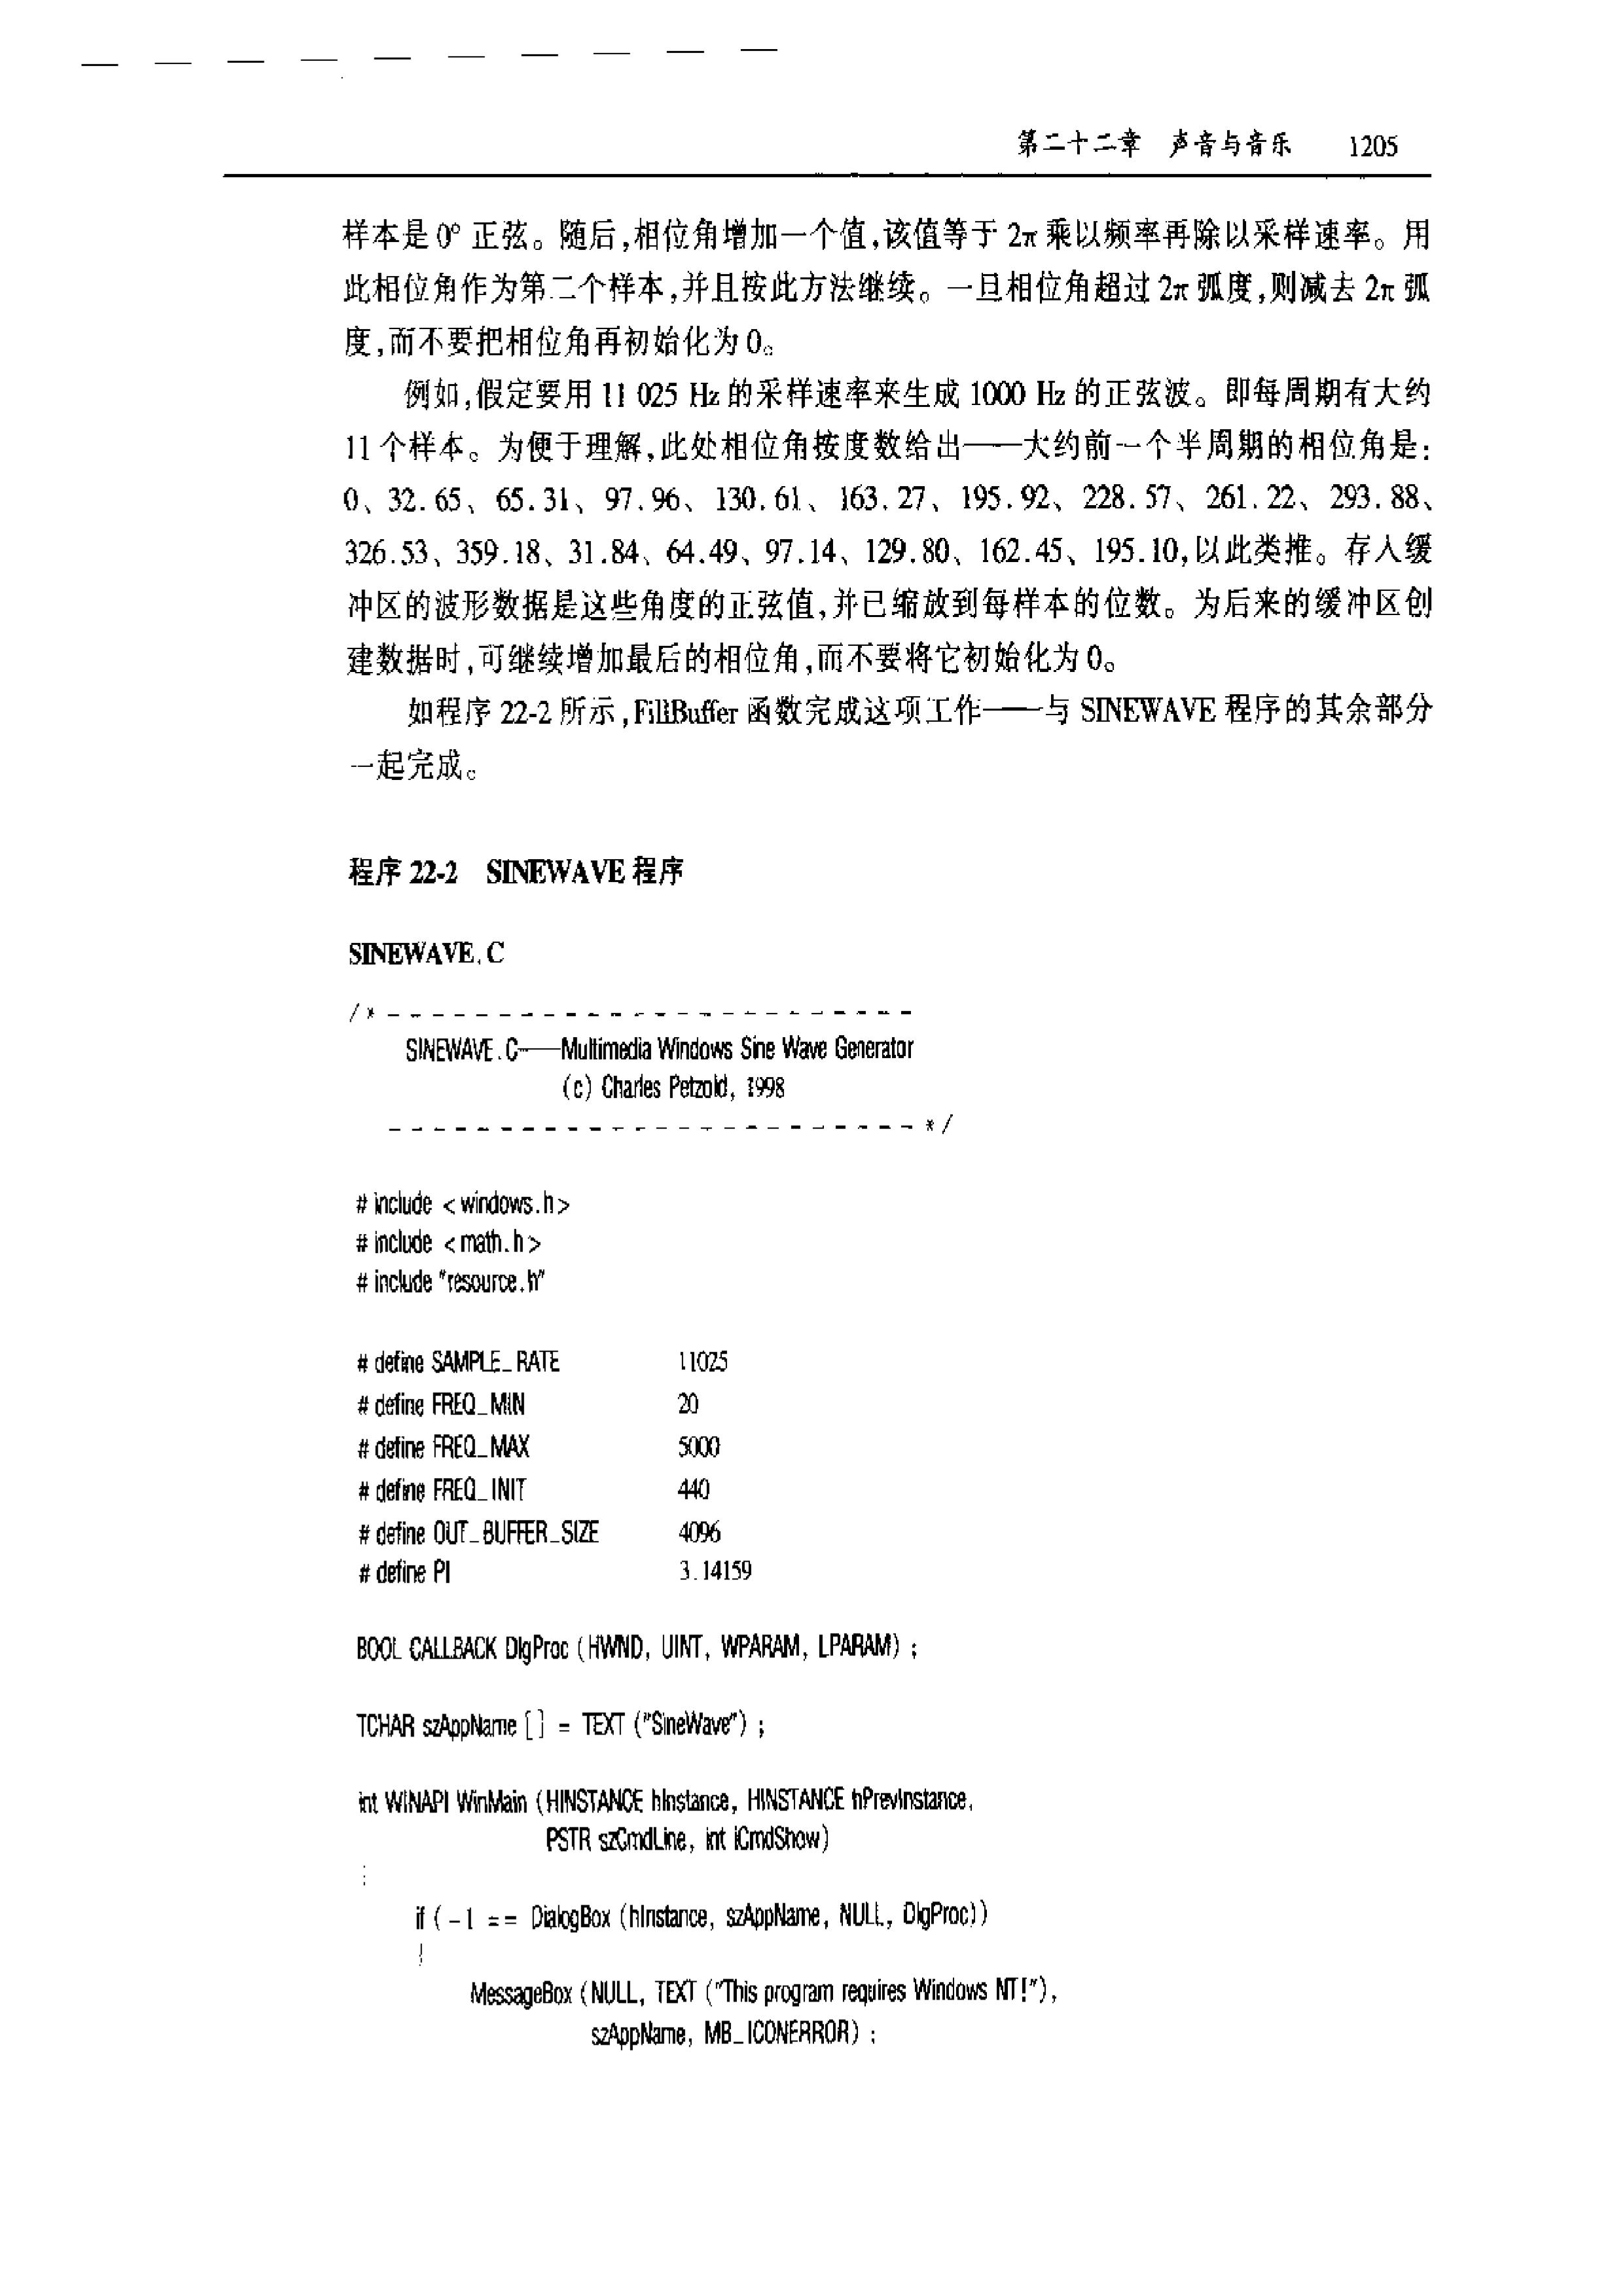 第二十二章 声音与音乐 1205
样本是 0° 正弦。随后,相位角增加一个值,该值等于 2π 乘以频率再除以采样速率。用
此相位角作为第二个样本,并且按此方法继续。一旦相位角超过 2π 弧度,则减去 2π 弧
度,而不要把相位角再初始化为 0。
例如,假定要用 11 025 Hz 的采样速率来生成 1000 Hz 的正弦波。即每周期有大约
11 个样本。为便于理解,此处相位角按度数给出——大约前一个半周期的相位角是:
0、32.65、65.31、97.96、130.61、163.27、195.92、228.57、261.22、293.88、
326.53、359.18、31.84、64.49、97.14、129.80、162.45、195.10,以此类推。存入缓
冲区的波形数据是这些角度的正弦值,并已缩放到每样本的位数。为后来的缓冲区创
建数据时,可继续增加最后的相位角,而不要将它初始化为 0。
如程序 22-2 所示,FillBuffer 函数完成这项工作——与 SINEWAVE 程序的其余部分
一起完成。
程序 22-2 SINEWAVE 程序
SINEWAVE.C
/* - - - - - - - - - - - - - - - - - - - - - - - -
SINEWAVE.C——Multimedia Windows Sine Wave Generator
(c) Charles Petzold, 1998
- - - - - - - - - - - - - - - - - - - - - - - - */
# include <windows.h>
# include <math.h>
# include "resource.h"
# define SAMPLE_RATE 11025
# define FREQ_MIN 20
# define FREQ_MAX 5000
# define FREQ_INIT 440
# define OUT_BUFFER_SIZE 4096
# define PI 3.14159
BOOL CALLBACK DlgProc (HWND, UINT, WPARAM, LPARAM) ;
TCHAR szAppName [] = TEXT ("SineWave") ;
int WINAPI WinMain (HINSTANCE hInstance, HINSTANCE hPrevInstance,
PSTR szCmdLine, int iCmdShow)
{
if (-1 == DialogBox (hInstance, szAppName, NULL, DlgProc))
{
MessageBox (NULL, TEXT ("This program requires Windows NT!"),
szAppName, MB_ICONERROR) ;